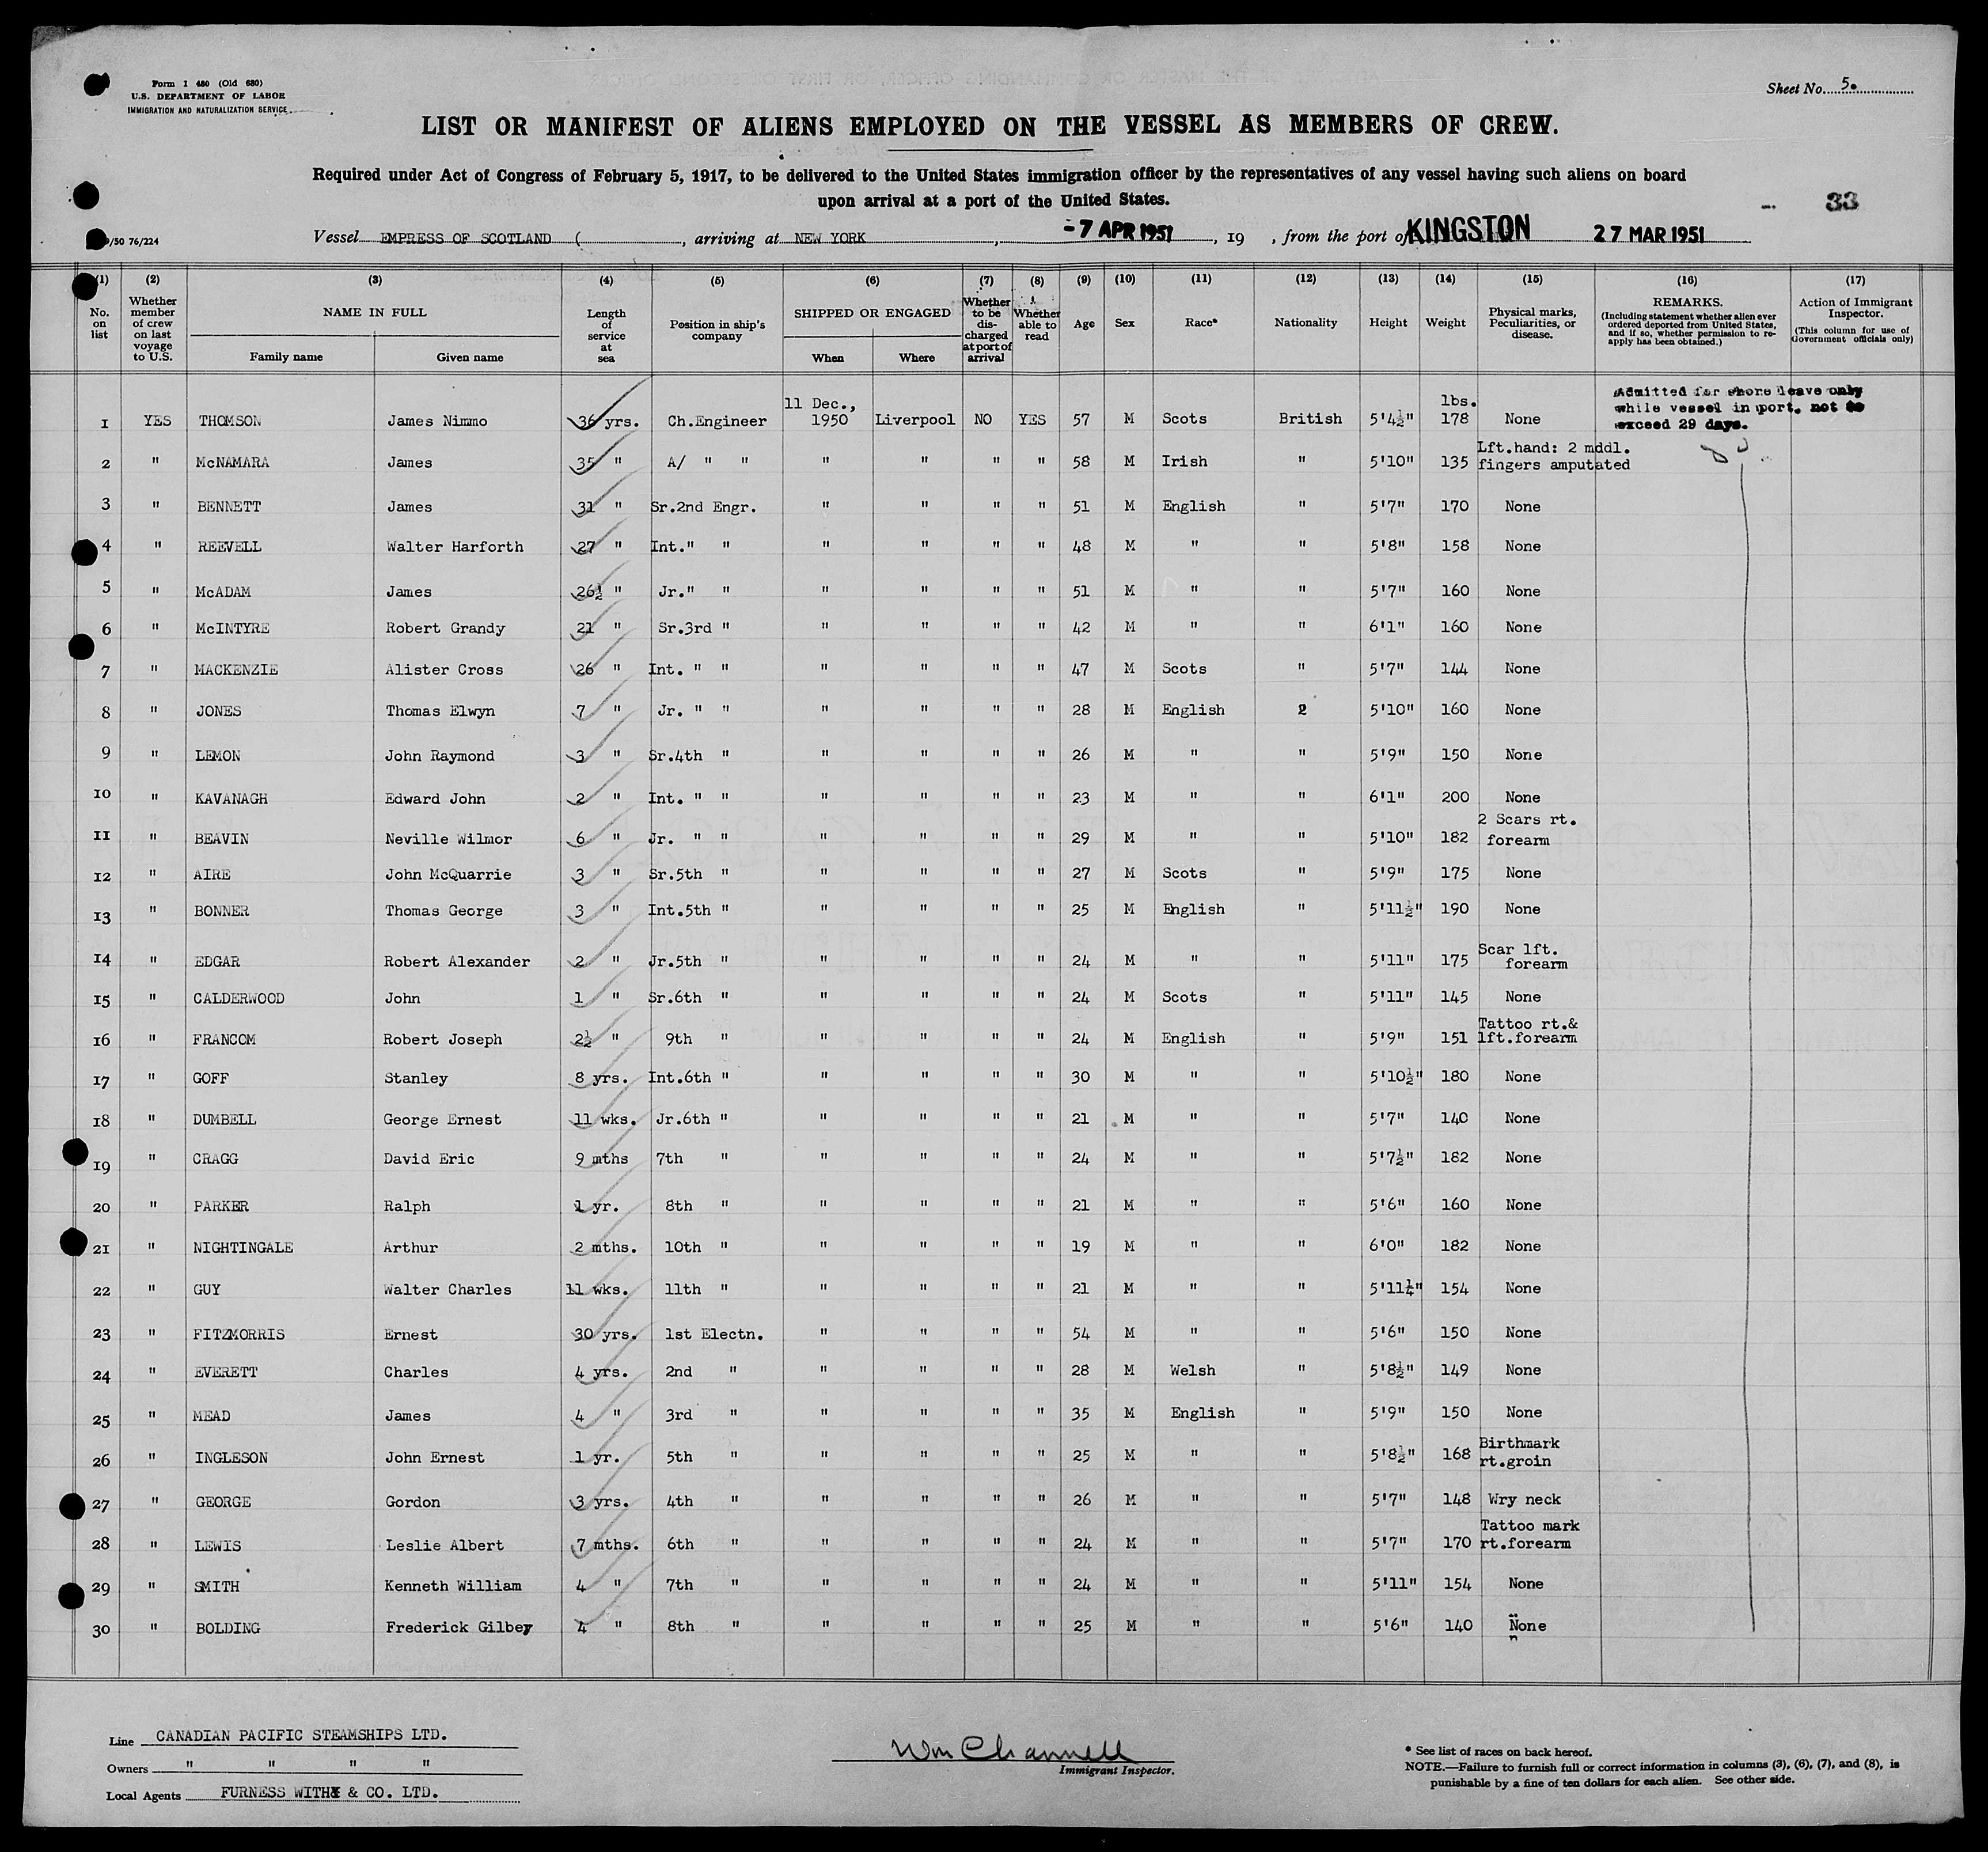 Form I 480 (Old 680)
U.S. DEPARTMENT OF LABOR
IMMIGRATION AND NATURALIZATION SERVICE
Sheet No. 5.
LIST OR MANIFEST OF ALIENS EMPLOYED ON THE VESSEL AS MEMBERS OF CREW.
Required under Act of Congress of February 5, 1917, to be delivered to the United States immigration officer by the representatives of any vessel having such aliens on board
upon arrival at a port of the United States.
33
/50 76/224
Vessel EMPRESS OF SCOTLAND ( , arriving at NEW YORK , -7 APR 1951 , 19 , from the port of KINGSTON 27 MAR 1951
(1) No. on list
(2) Whether member of crew on last voyage to U.S.
(3) NAME IN FULL Family name Given name
(4) Length of service at sea
(5) Position in ship's company
(6) SHIPPED OR ENGAGED When Where
(7) Whether to be discharged at port of arrival
(8) Whether able to read
(9) Age
(10) Sex
(11) Race*
(12) Nationality
(13) Height
(14) Weight
(15) Physical marks, Peculiarities, or disease.
(16) REMARKS. (Including statement whether alien ever ordered deported from United States, and if so, whether permission to re-apply has been obtained.)
(17) Action of Immigrant Inspector. (This column for use of Government officials only)
Admitted for shore leave only
while vessel in port, not to
exceed 29 days.
1 YES THOMSON James Nimmo 36 yrs. Ch.Engineer 11 Dec., 1950 Liverpool NO YES 57 M Scots British 5'4½" lbs. 178 None
2 " McNAMARA James 35 " A/ " " " " " " 58 M Irish " 5'10" 135 Lft.hand: 2 mddl. fingers amputated
3 " BENNETT James 31 " Sr.2nd Engr. " " " " 51 M English " 5'7" 170 None
4 " REEVELL Walter Harforth 27 " Int." " " " " " 48 M " " 5'8" 158 None
5 " McADAM James 26½ " Jr." " " " " " 51 M " " 5'7" 160 None
6 " McINTYRE Robert Grandy 21 " Sr.3rd " " " " " 42 M " " 6'1" 160 None
7 " MACKENZIE Alister Cross 26 " Int. " " " " " " 47 M Scots " 5'7" 144 None
8 " JONES Thomas Elwyn 7 " Jr. " " " " " " 28 M English 2 5'10" 160 None
9 " LEMON John Raymond 3 " Sr.4th " " " " " 26 M " " 5'9" 150 None
10 " KAVANAGH Edward John 2 " Int. " " " " " " 23 M " " 6'1" 200 None
11 " BEAVIN Neville Wilmor 6 " Jr. " " " " " " 29 M " " 5'10" 182 2 Scars rt. forearm
12 " AIRE John McQuarrie 3 " Sr.5th " " " " " 27 M Scots " 5'9" 175 None
13 " BONNER Thomas George 3 " Int.5th " " " " " 25 M English " 5'11½" 190 None
14 " EDGAR Robert Alexander 2 " Jr.5th " " " " " 24 M " " 5'11" 175 Scar lft. forearm
15 " CALDERWOOD John 1 " Sr.6th " " " " " 24 M Scots " 5'11" 145 None
16 " FRANCOM Robert Joseph 2½ " 9th " " " " " 24 M English " 5'9" 151 Tattoo rt.& lft.forearm
17 " GOFF Stanley 8 yrs. Int.6th " " " " " 30 M " " 5'10½" 180 None
18 " DUMBELL George Ernest 11 wks. Jr.6th " " " " " 21 M " " 5'7" 140 None
19 " CRAGG David Eric 9 mths 7th " " " " " 24 M " " 5'7½" 182 None
20 " PARKER Ralph 1 yr. 8th " " " " " 21 M " " 5'6" 160 None
21 " NIGHTINGALE Arthur 2 mths. 10th " " " " " 19 M " " 6'0" 182 None
22 " GUY Walter Charles 11 wks. 11th " " " " " 21 M " " 5'11¼" 154 None
23 " FITZMORRIS Ernest 30 yrs. 1st Electn. " " " " 54 M " " 5'6" 150 None
24 " EVERETT Charles 4 yrs. 2nd " " " " " 28 M Welsh " 5'8½" 149 None
25 " MEAD James 4 " 3rd " " " " " 35 M English " 5'9" 150 None
26 " INGLESON John Ernest 1 yr. 5th " " " " " 25 M " " 5'8½" 168 Birthmark rt.groin
27 " GEORGE Gordon 3 yrs. 4th " " " " " 26 M " " 5'7" 148 Wry neck
28 " LEWIS Leslie Albert 7 mths. 6th " " " " " 24 M " " 5'7" 170 Tattoo mark rt.forearm
29 " SMITH Kenneth William 4 " 7th " " " " " 24 M " " 5'11" 154 None
30 " BOLDING Frederick Gilbey 4 " 8th " " " " " 25 M " " 5'6" 140 None
Line CANADIAN PACIFIC STEAMSHIPS LTD.
Owners " " " "
Local Agents FURNESS WITHY & CO. LTD.
Wm Channell
Immigrant Inspector.
* See list of races on back hereof.
NOTE.—Failure to furnish full or correct information in columns (3), (6), (7), and (8), is
punishable by a fine of ten dollars for each alien. See other side.